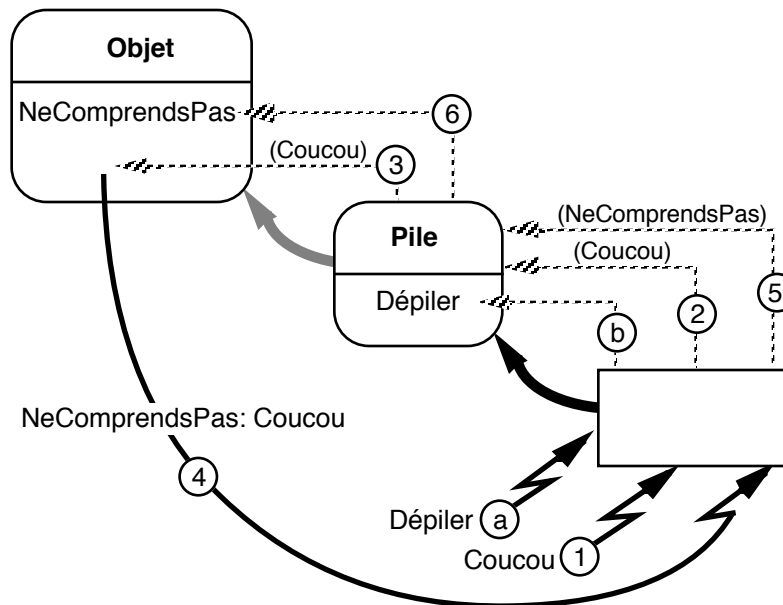 Objet
NeComprendsPas
6
(Coucou)
3
(NeComprendsPas)
Pile
(Coucou)
Dépiler
b
2
5
NeComprendsPas: Coucou
4
Dépiler a
Coucou 1